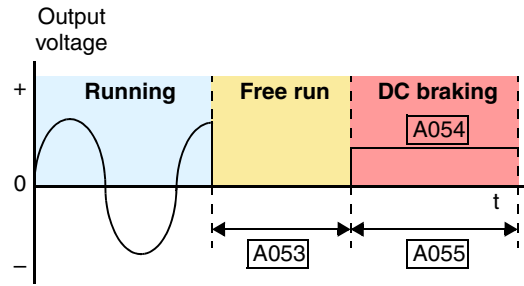 Output
voltage
+
Running
Free run
DC braking
A054
0
t
A053
A055
–